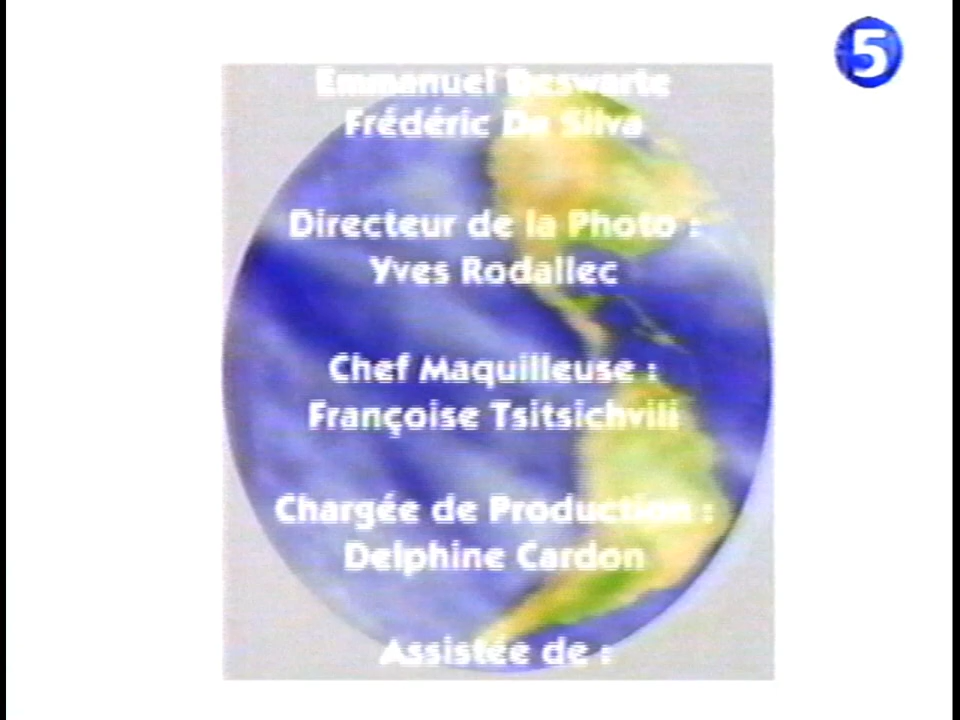 5
Emmanuel Deswarte
Frédéric De Silva
Directeur de la Photo :
Yves Rodallec
Chef Maquilleuse :
Françoise Tsitsichvili
Chargée de Production :
Delphine Cardon
Assistée de :